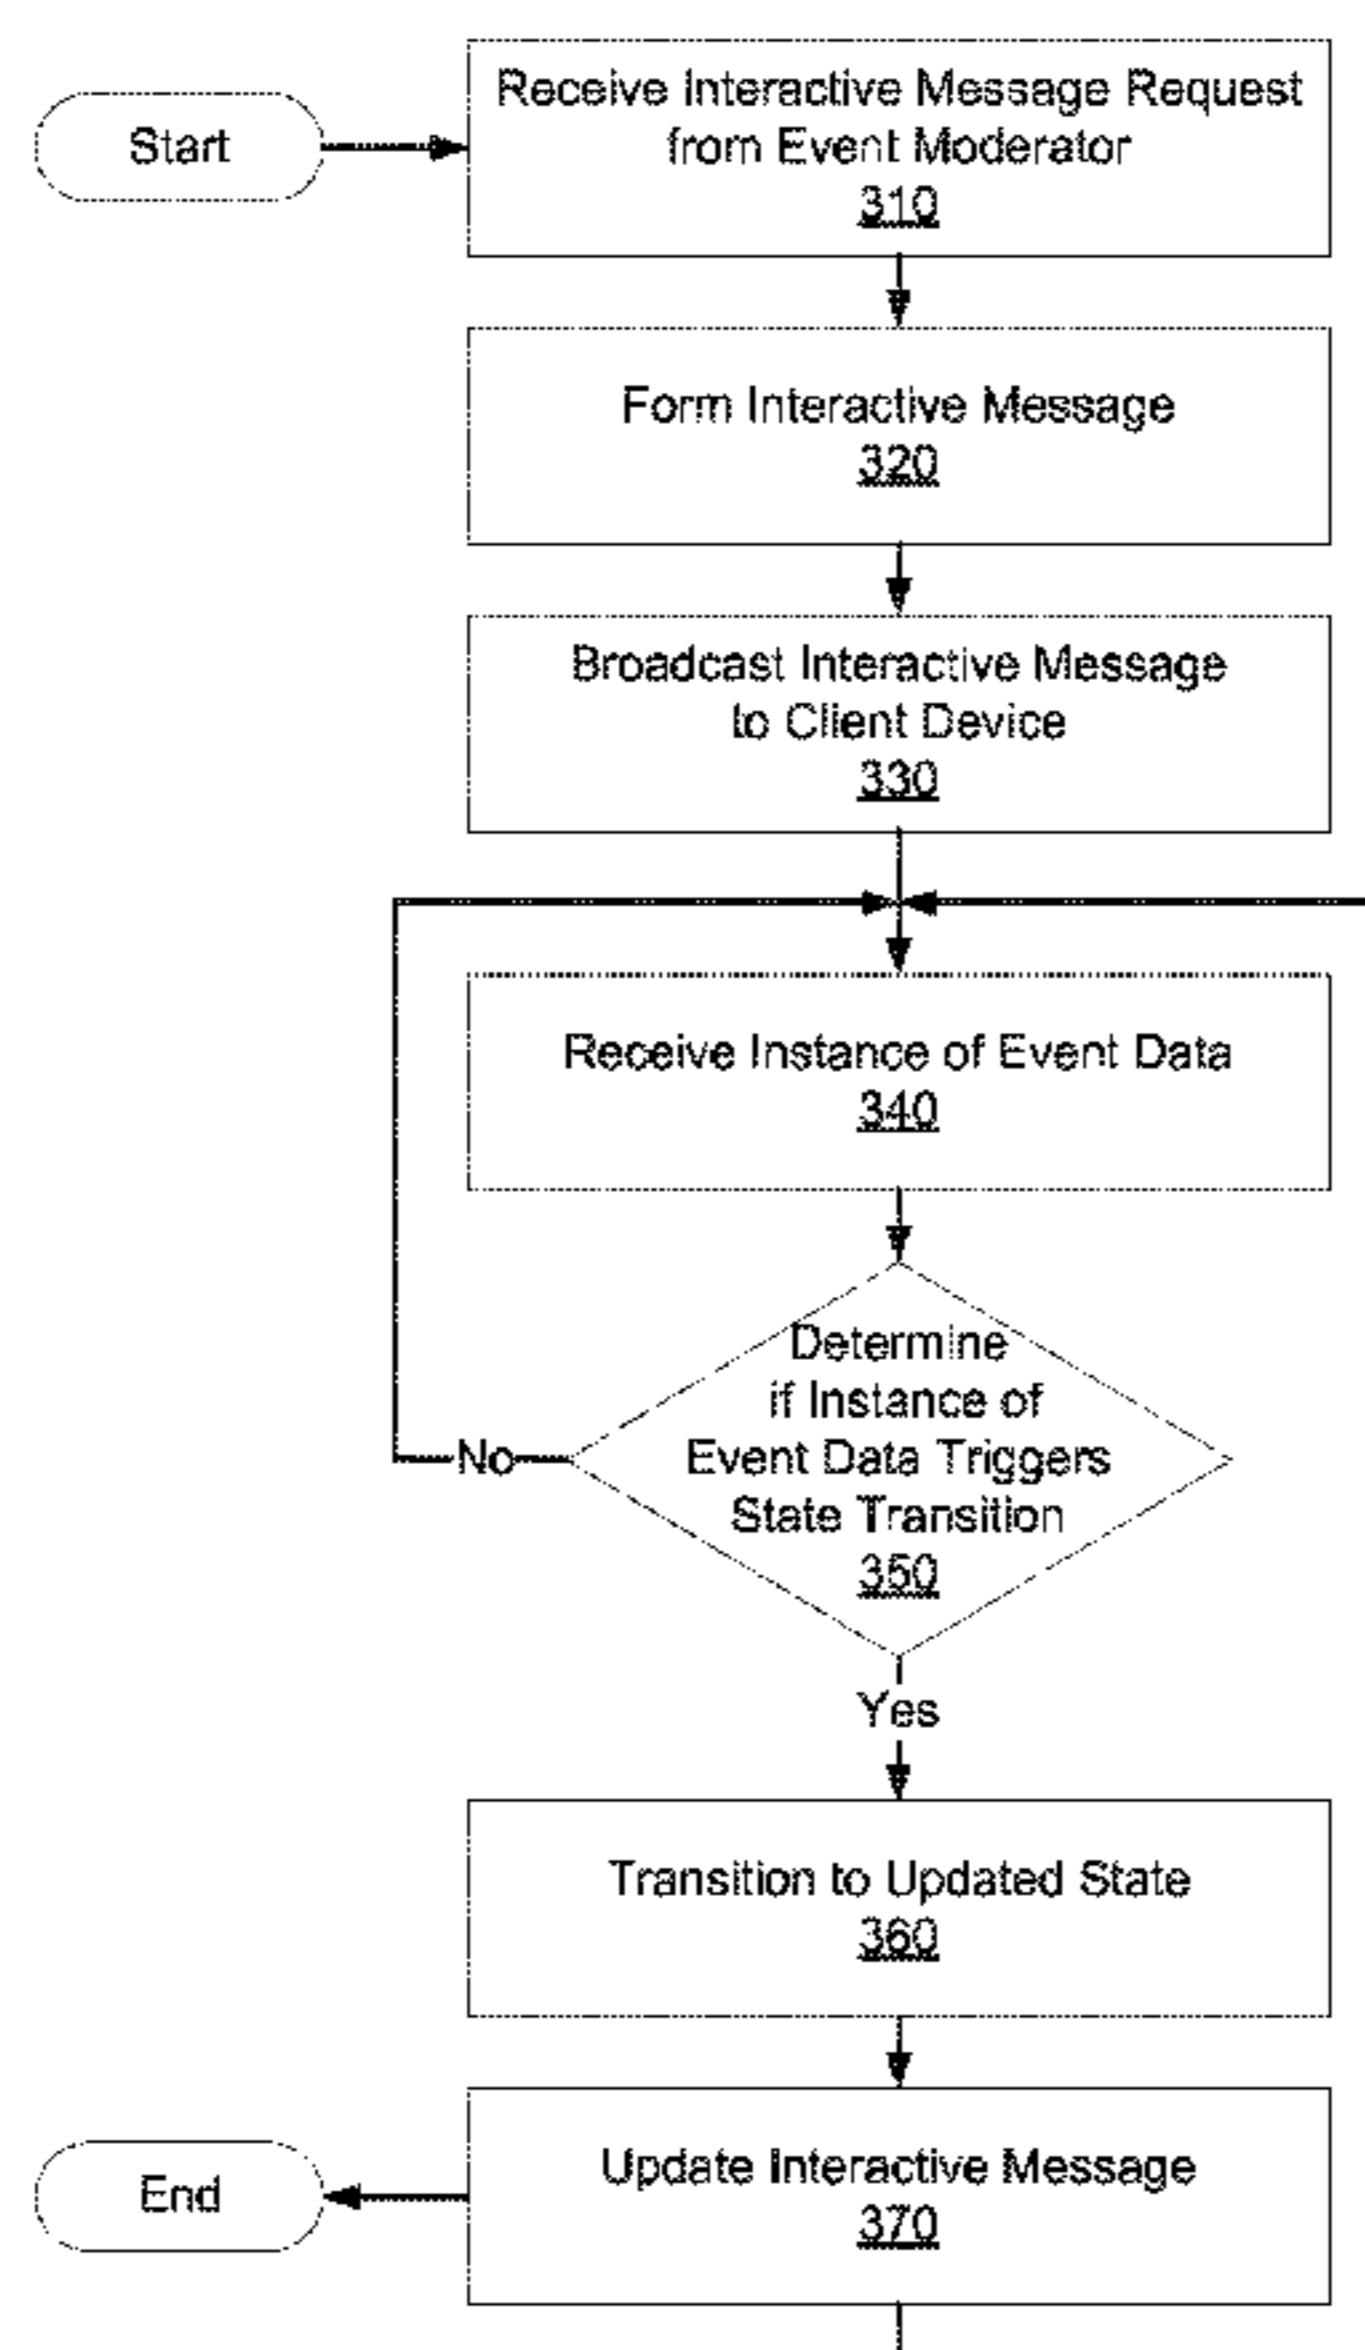 Start
Receive Interactive Message Request
from Event Moderator
310
Form Interactive Message
320
Broadcast Interactive Message
to Client Device
330
Receive Instance of Event Data
340
Determine
if Instance of
Event Data Triggers
State Transition
350
No
Yes
Transition to Updated State
360
Update Interactive Message
370
End